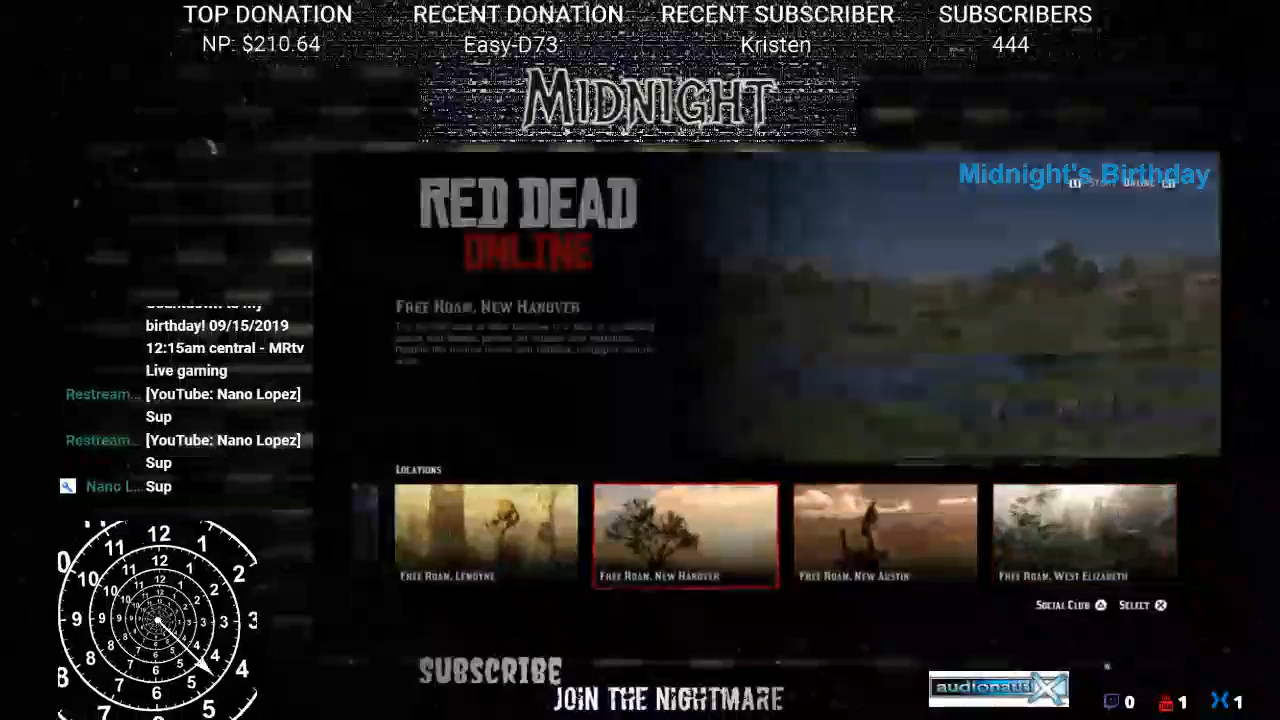 TOP DONATION
NP: $210.64
RECENT DONATION
Easy-D73
RECENT SUBSCRIBER
Kristen
SUBSCRIBERS
444
MIDNIGHT
Midnight's Birthday
STORY ONLINE
RED DEAD
ONLINE
FREE ROAM, NEW HANOVER
birthday! 09/15/2019
12:15am central - MRtv
Live gaming
Restream... [YouTube: Nano Lopez]
Sup
Restream... [YouTube: Nano Lopez]
Sup
Nano L... Sup
LOCATIONS
FREE ROAM, LEMOYNE
FREE ROAM, NEW HANOVER
FREE ROAM, NEW AUSTIN
FREE ROAM, WEST ELIZABETH
SOCIAL CLUB
SELECT
SUBSCRIBE
JOIN THE NIGHTMARE
audionautix
0
1
1